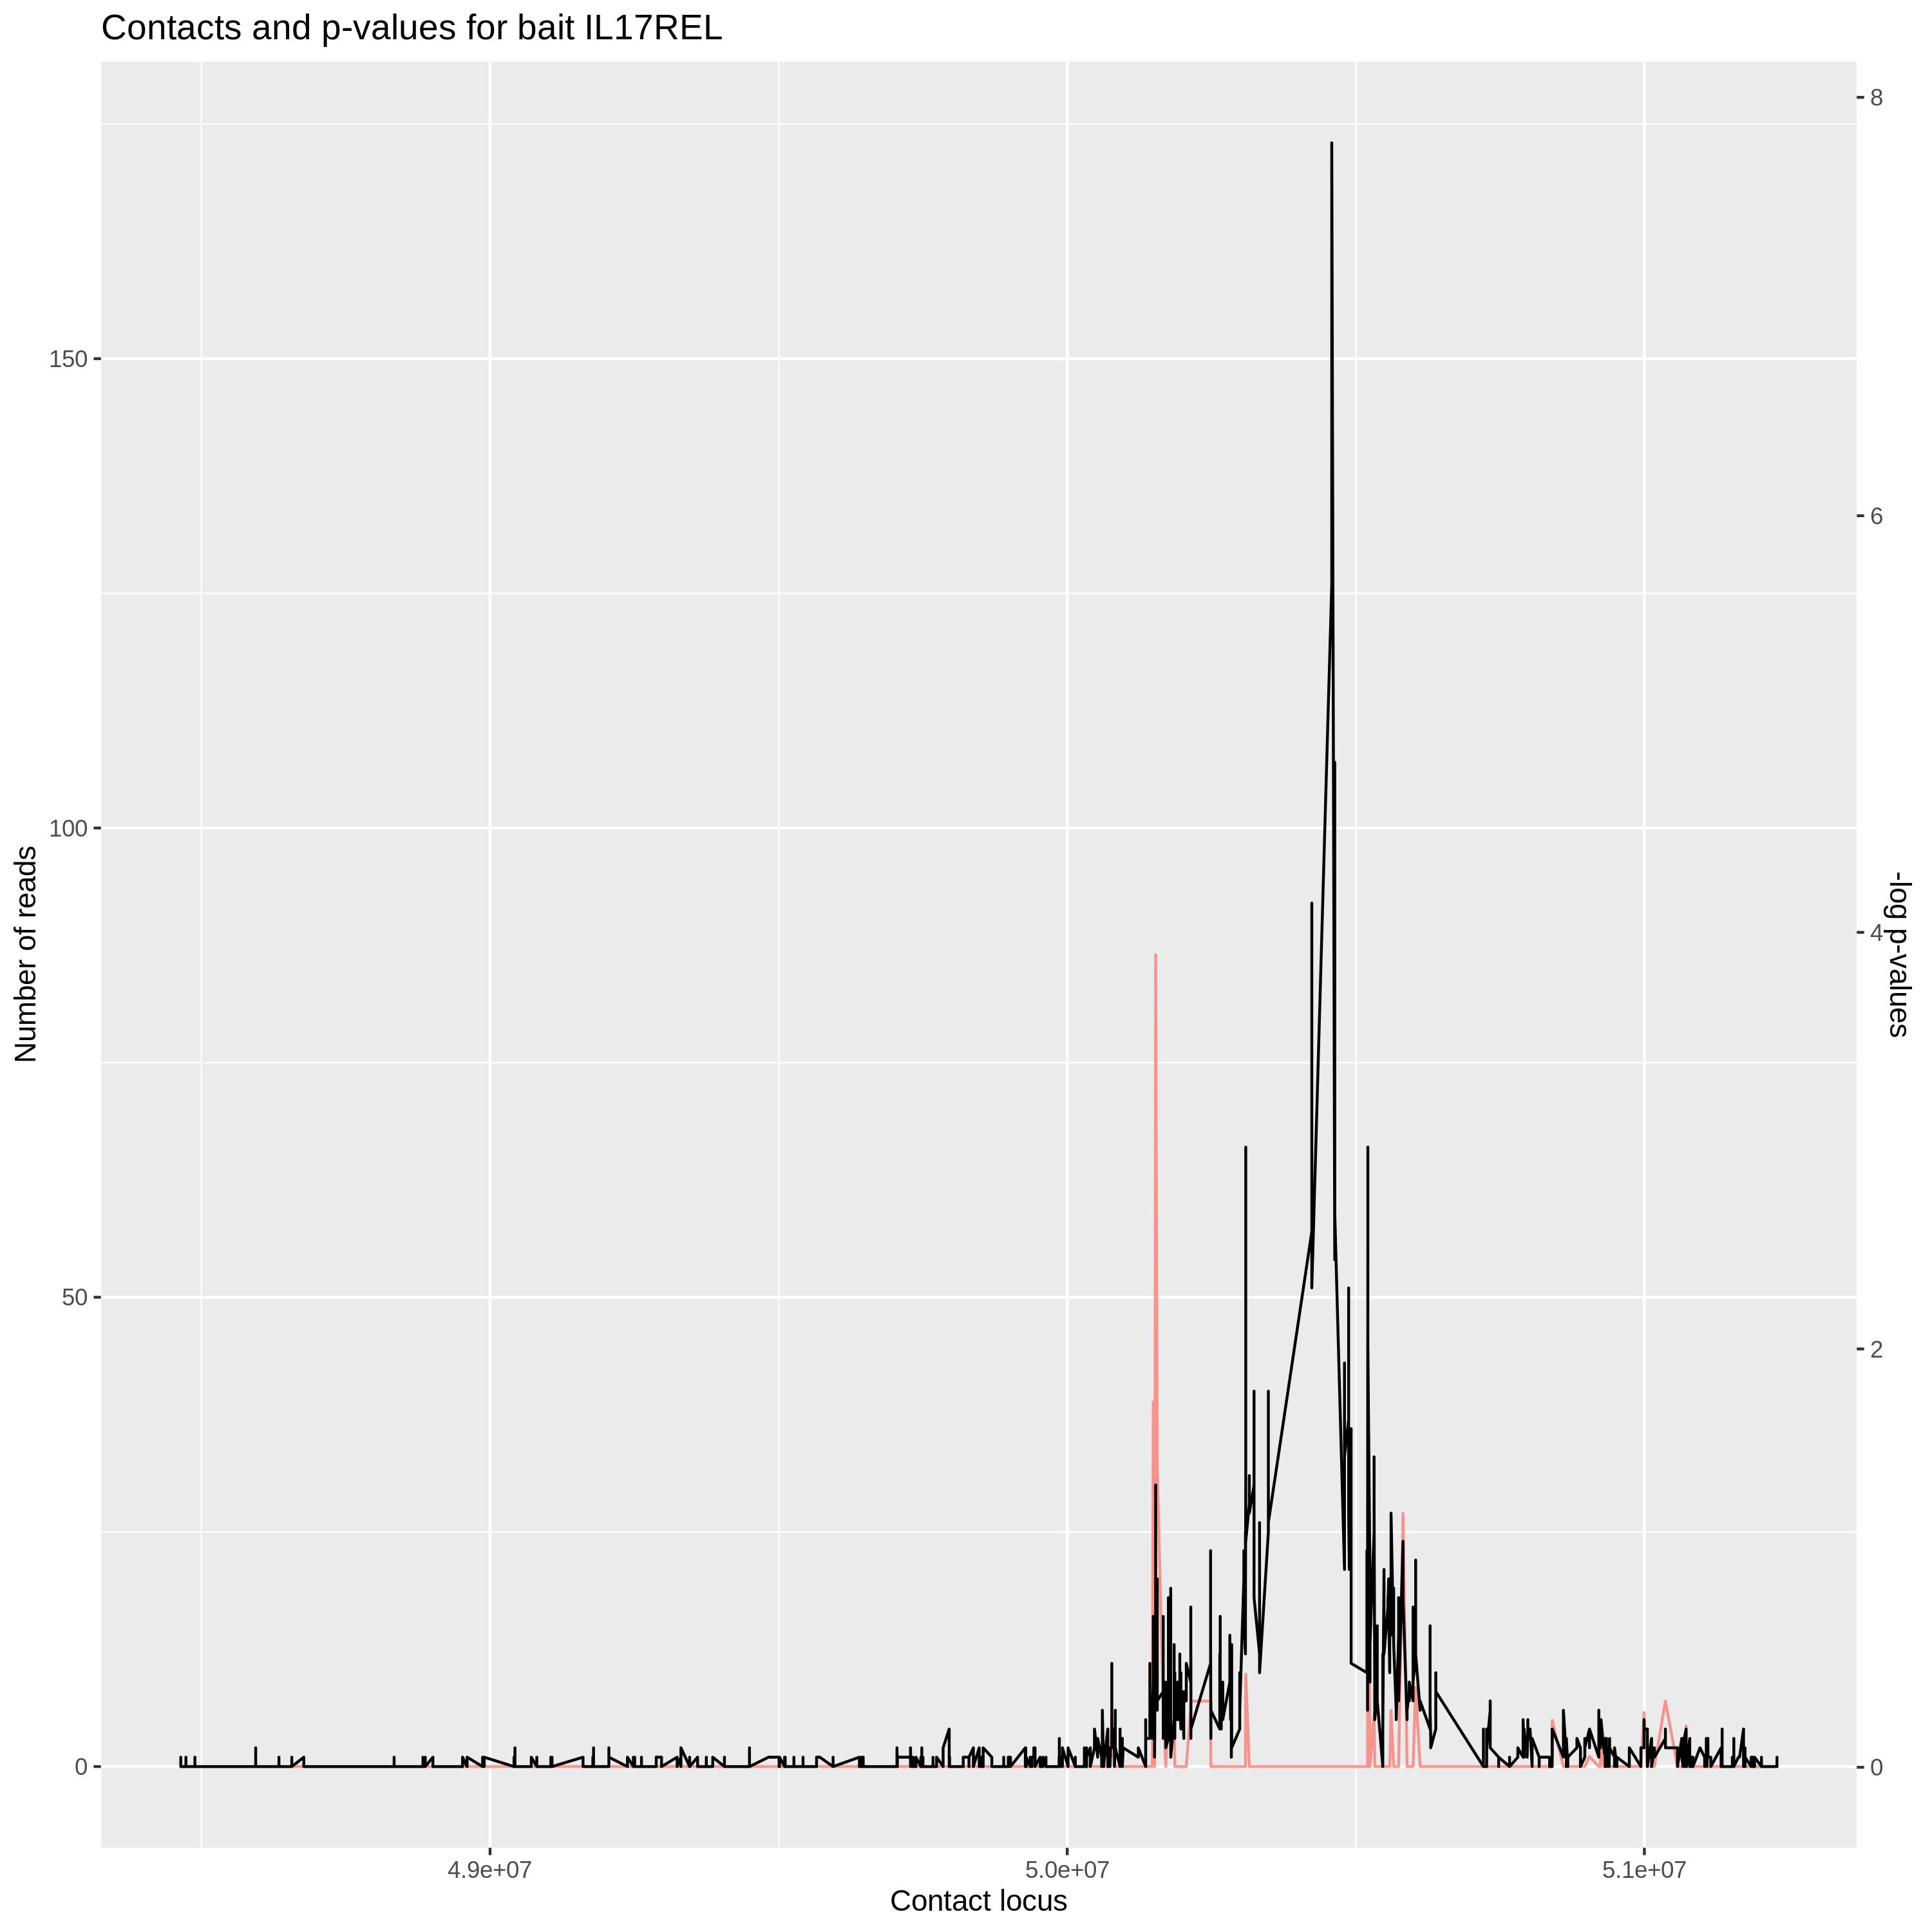 Contacts and p-values for bait IL17REL
150
100
50
0
Number of reads
8
6
4
2
0
-log p-values
4.9e+07
5.0e+07
5.1e+07
Contact locus